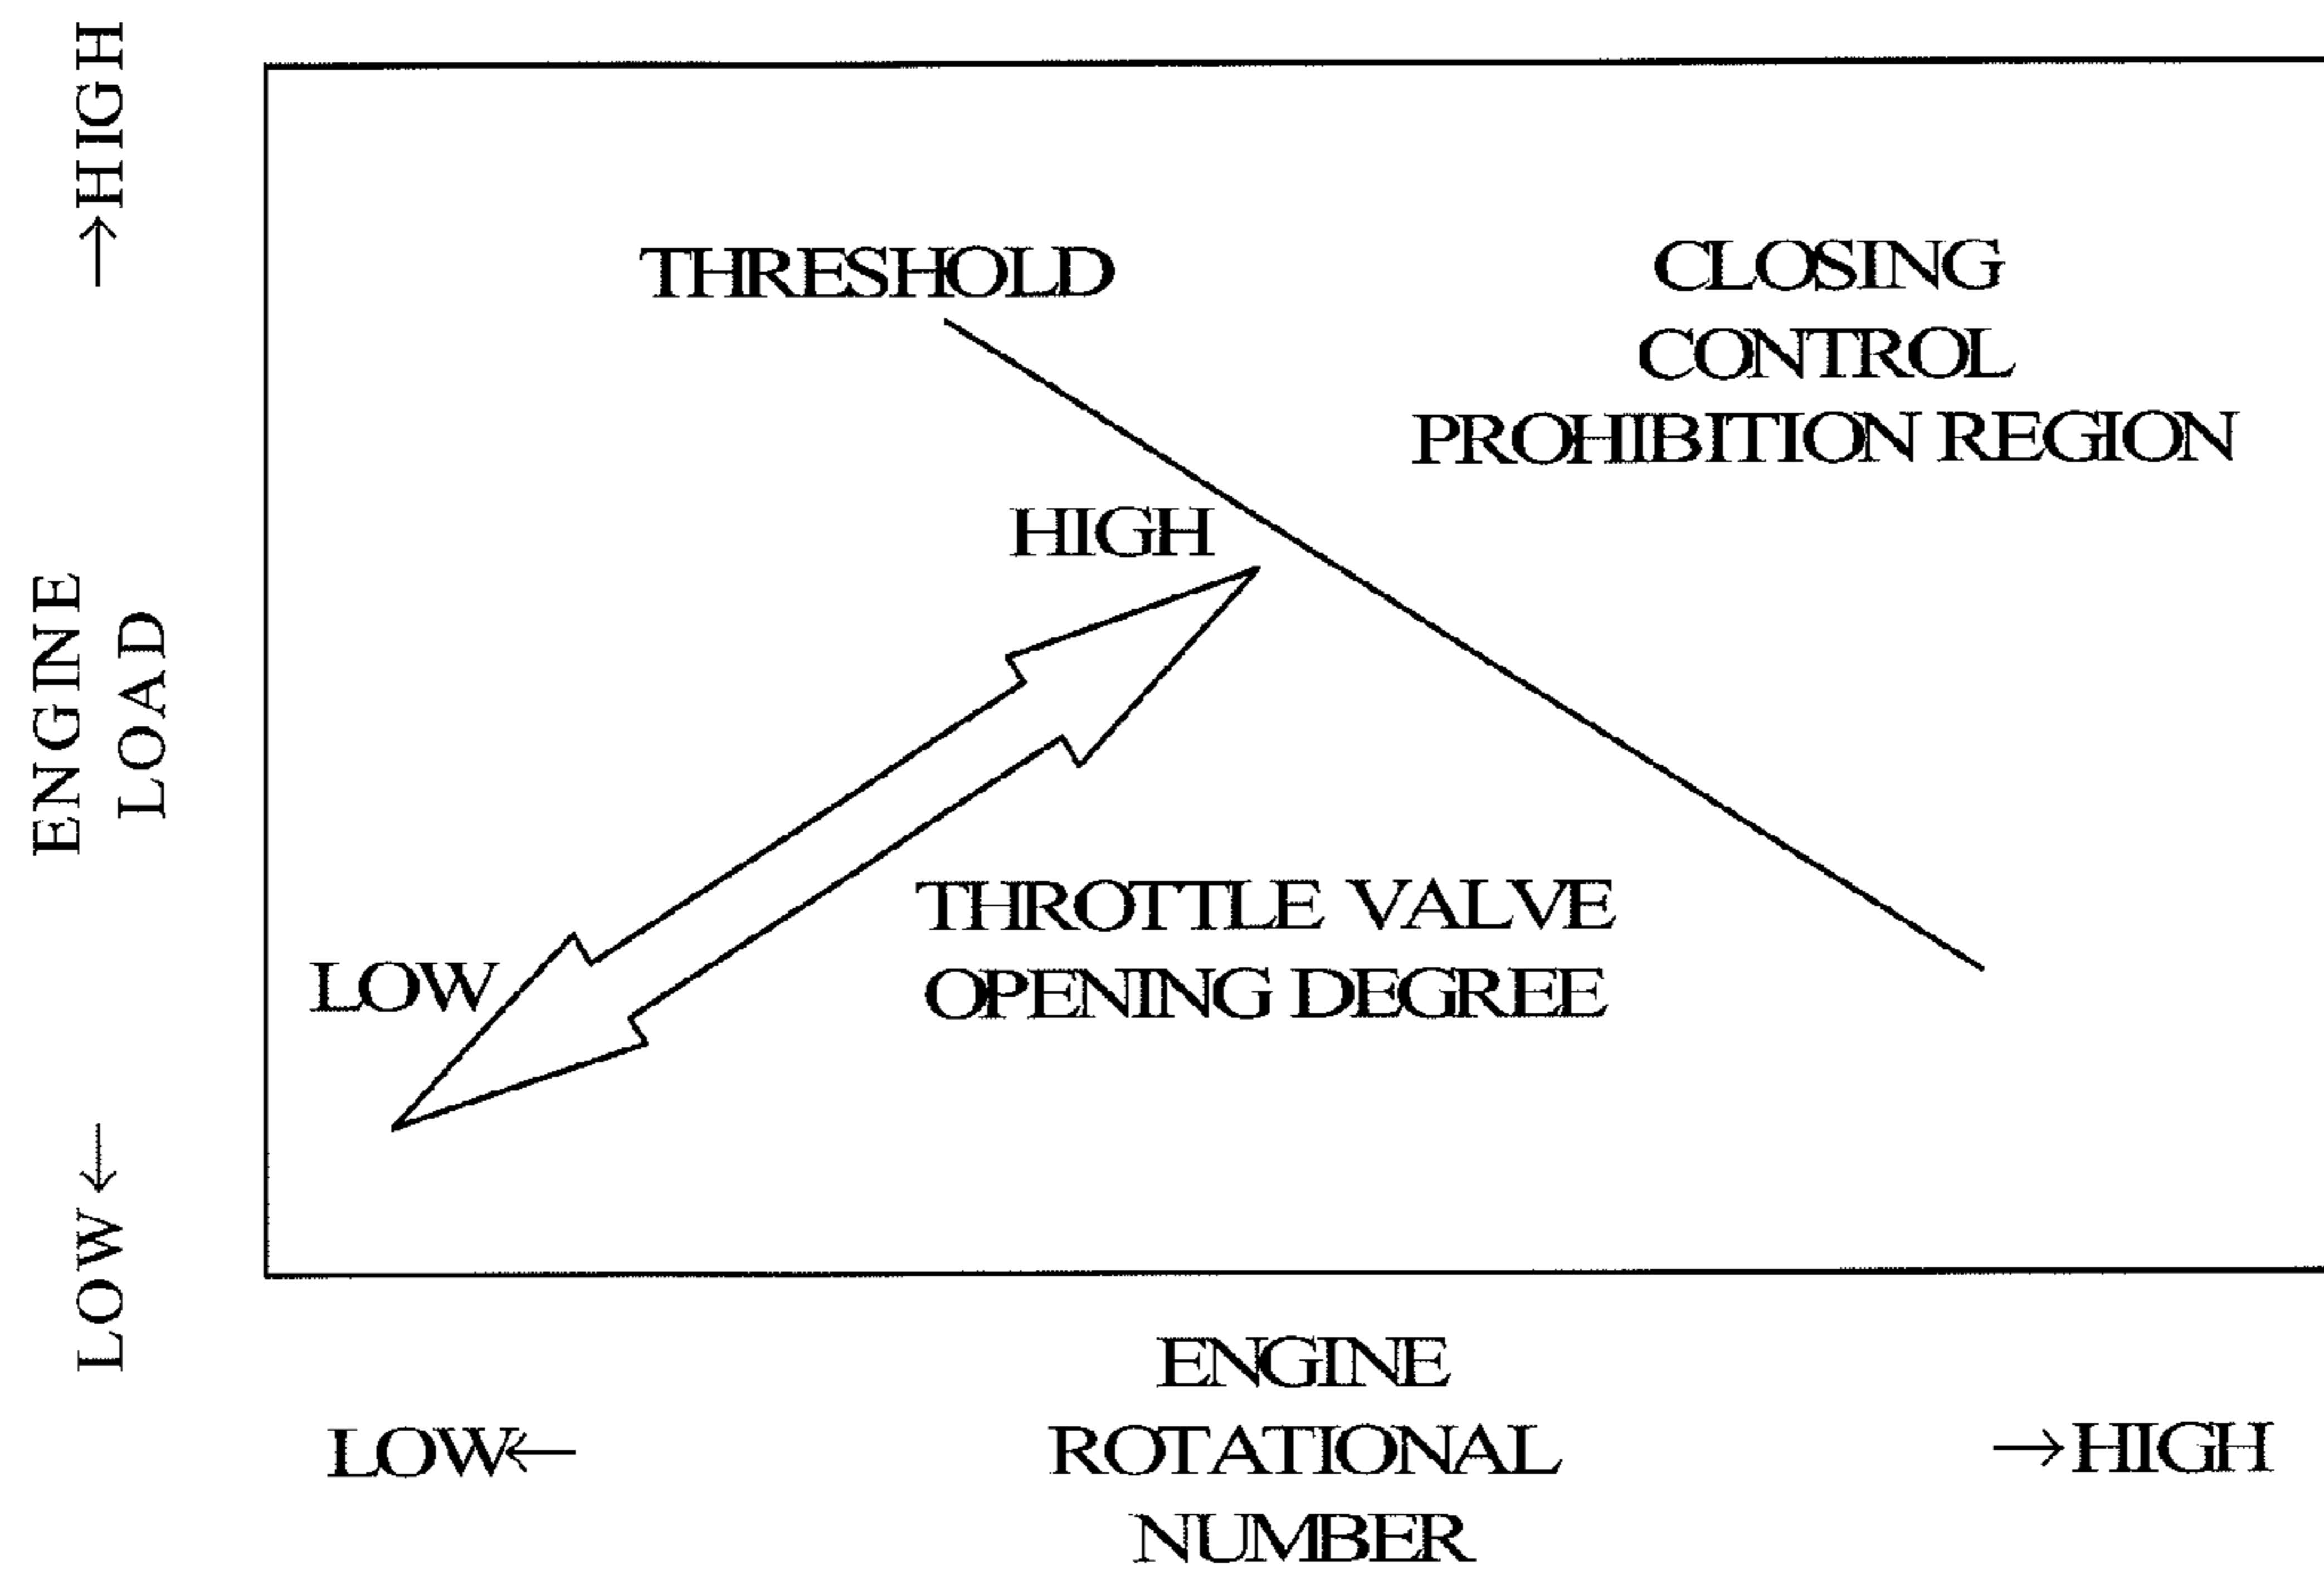 →HIGH
ENGINE
LOAD
LOW←
THRESHOLD
CLOSING
CONTROL
PROHIBITION REGION
HIGH
LOW
THROTTLE VALVE
OPENING DEGREE
LOW←
ENGINE
ROTATIONAL
NUMBER
→HIGH